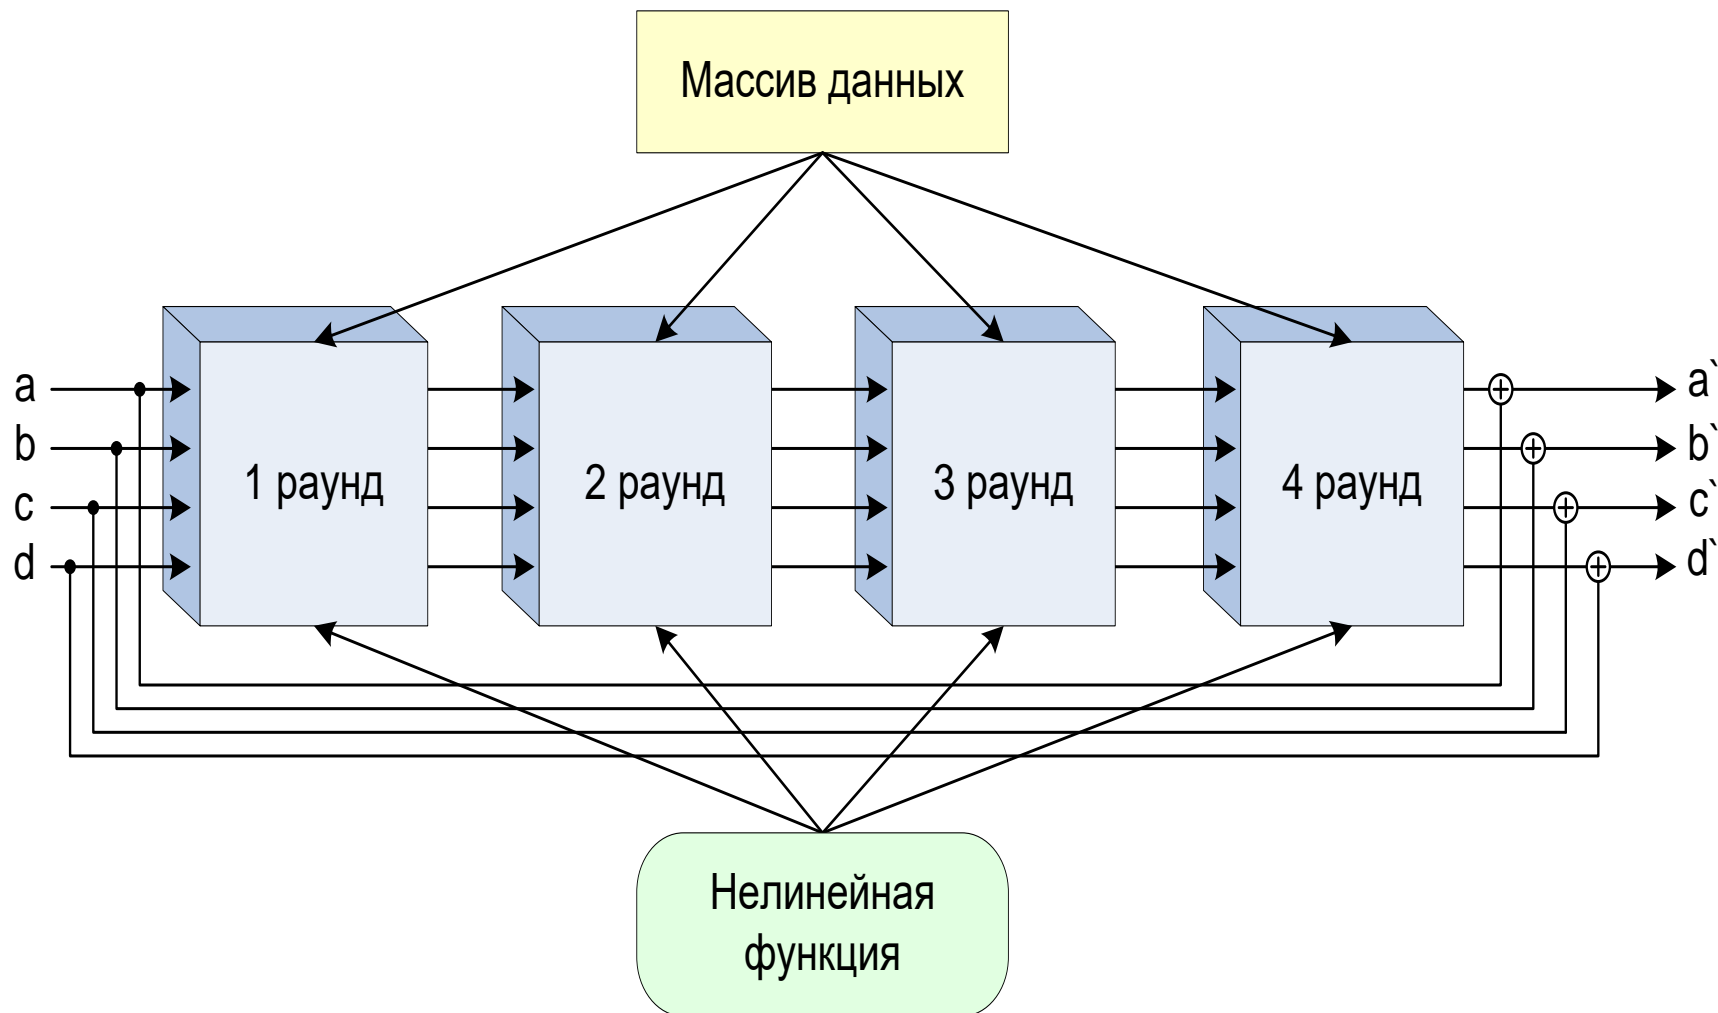 Массив данных
a
b
c
d
1 раунд
2 раунд
3 раунд
4 раунд
a`
b`
c`
d`
Нелинейная
функция